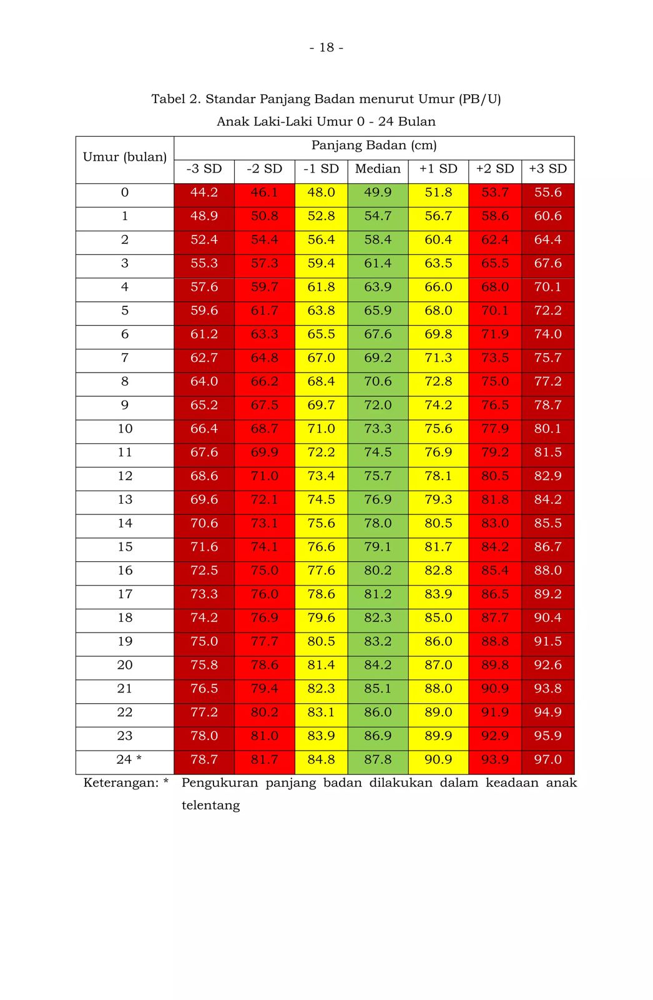 - 18 -
Tabel 2. Standar Panjang Badan menurut Umur (PB/U)
Anak Laki-Laki Umur 0 - 24 Bulan
Umur (bulan) Panjang Badan (cm)
-3 SD -2 SD -1 SD Median +1 SD +2 SD +3 SD
0 44.2 46.1 48.0 49.9 51.8 53.7 55.6
1 48.9 50.8 52.8 54.7 56.7 58.6 60.6
2 52.4 54.4 56.4 58.4 60.4 62.4 64.4
3 55.3 57.3 59.4 61.4 63.5 65.5 67.6
4 57.6 59.7 61.8 63.9 66.0 68.0 70.1
5 59.6 61.7 63.8 65.9 68.0 70.1 72.2
6 61.2 63.3 65.5 67.6 69.8 71.9 74.0
7 62.7 64.8 67.0 69.2 71.3 73.5 75.7
8 64.0 66.2 68.4 70.6 72.8 75.0 77.2
9 65.2 67.5 69.7 72.0 74.2 76.5 78.7
10 66.4 68.7 71.0 73.3 75.6 77.9 80.1
11 67.6 69.9 72.2 74.5 76.9 79.2 81.5
12 68.6 71.0 73.4 75.7 78.1 80.5 82.9
13 69.6 72.1 74.5 76.9 79.3 81.8 84.2
14 70.6 73.1 75.6 78.0 80.5 83.0 85.5
15 71.6 74.1 76.6 79.1 81.7 84.2 86.7
16 72.5 75.0 77.6 80.2 82.8 85.4 88.0
17 73.3 76.0 78.6 81.2 83.9 86.5 89.2
18 74.2 76.9 79.6 82.3 85.0 87.7 90.4
19 75.0 77.7 80.5 83.2 86.0 88.8 91.5
20 75.8 78.6 81.4 84.2 87.0 89.8 92.6
21 76.5 79.4 82.3 85.1 88.0 90.9 93.8
22 77.2 80.2 83.1 86.0 89.0 91.9 94.9
23 78.0 81.0 83.9 86.9 89.9 92.9 95.9
24 * 78.7 81.7 84.8 87.8 90.9 93.9 97.0
Keterangan: * Pengukuran panjang badan dilakukan dalam keadaan anak
telentang